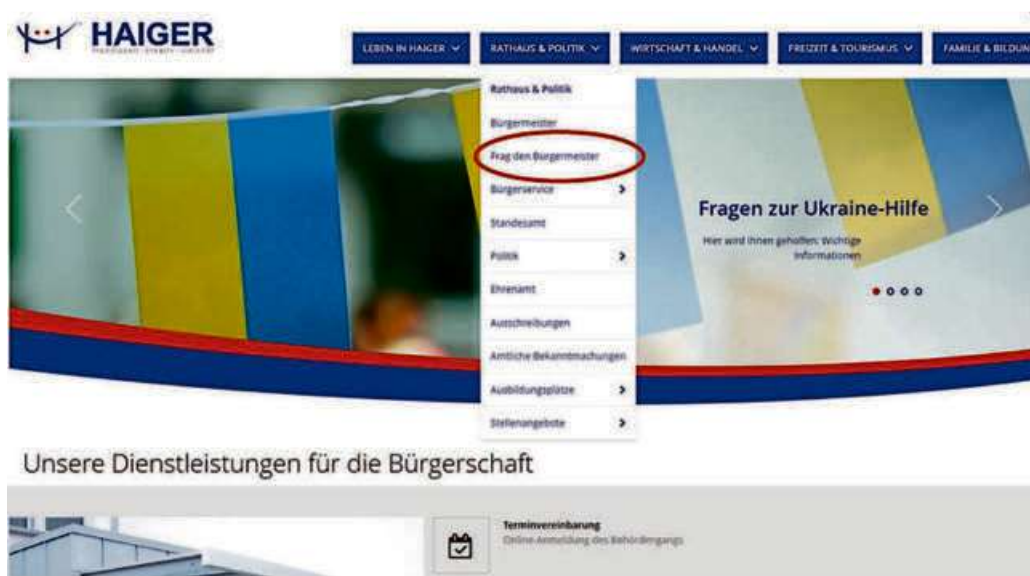 HAIGER
LEBEN IN HAIGER
RATHAUS & POLITIK
WIRTSCHAFT & HANDEL
FREIZEIT & TOURISMUS
FAMILIE & BILDUN
Rathaus & Politik
Bürgermeister
Frag den Bürgermeister
Bürgerservice
Standesamt
Politik
Ehrenamt
Ausschreibungen
Amtliche Bekanntmachungen
Ausbildungsplätze
Stellenangebote
Fragen zur Ukraine-Hilfe
Hier wird Ihnen geholfen: Wichtige
Informationen
Unsere Dienstleistungen für die Bürgerschaft
Terminvereinbarung
Online-Anmeldung des Behördengangs